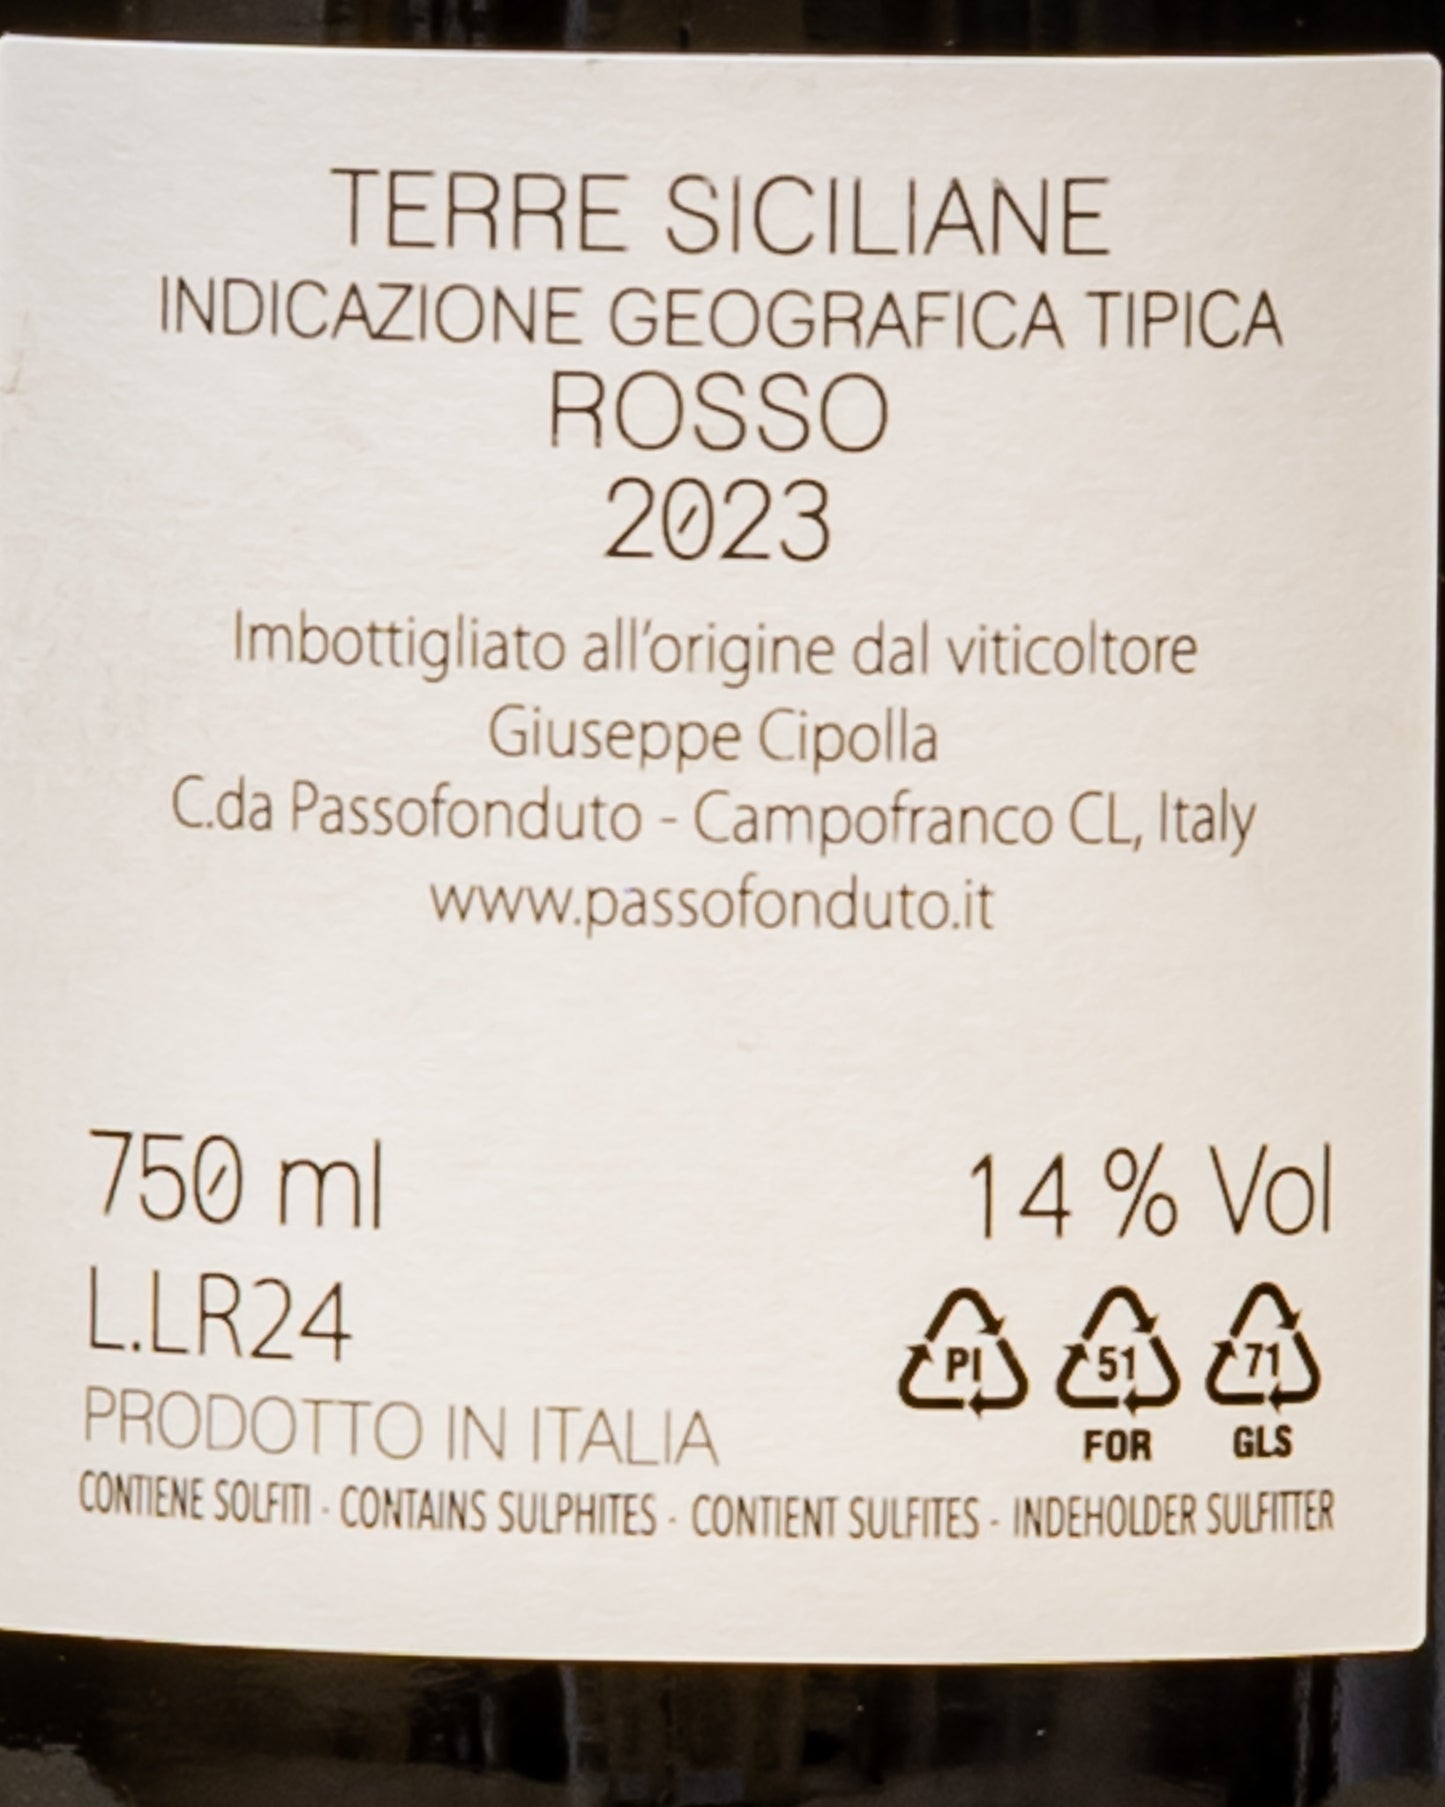 TERRE SICILIANE
INDICAZIONE GEOGRAFICA TIPICA
ROSSO
2023
Imbottigliato all'origine dal viticoltore
Giuseppe Cipolla
C.da Passofonduto - Campofranco CL, Italy
www.passofonduto.it
750 ml 14 % Vol
L.LR24
PI 51 71
FOR GLS
PRODOTTO IN ITALIA
CONTIENE SOLFITI - CONTAINS SULPHITES - CONTIENT SULFITES - INDEHOLDER SULFITTER